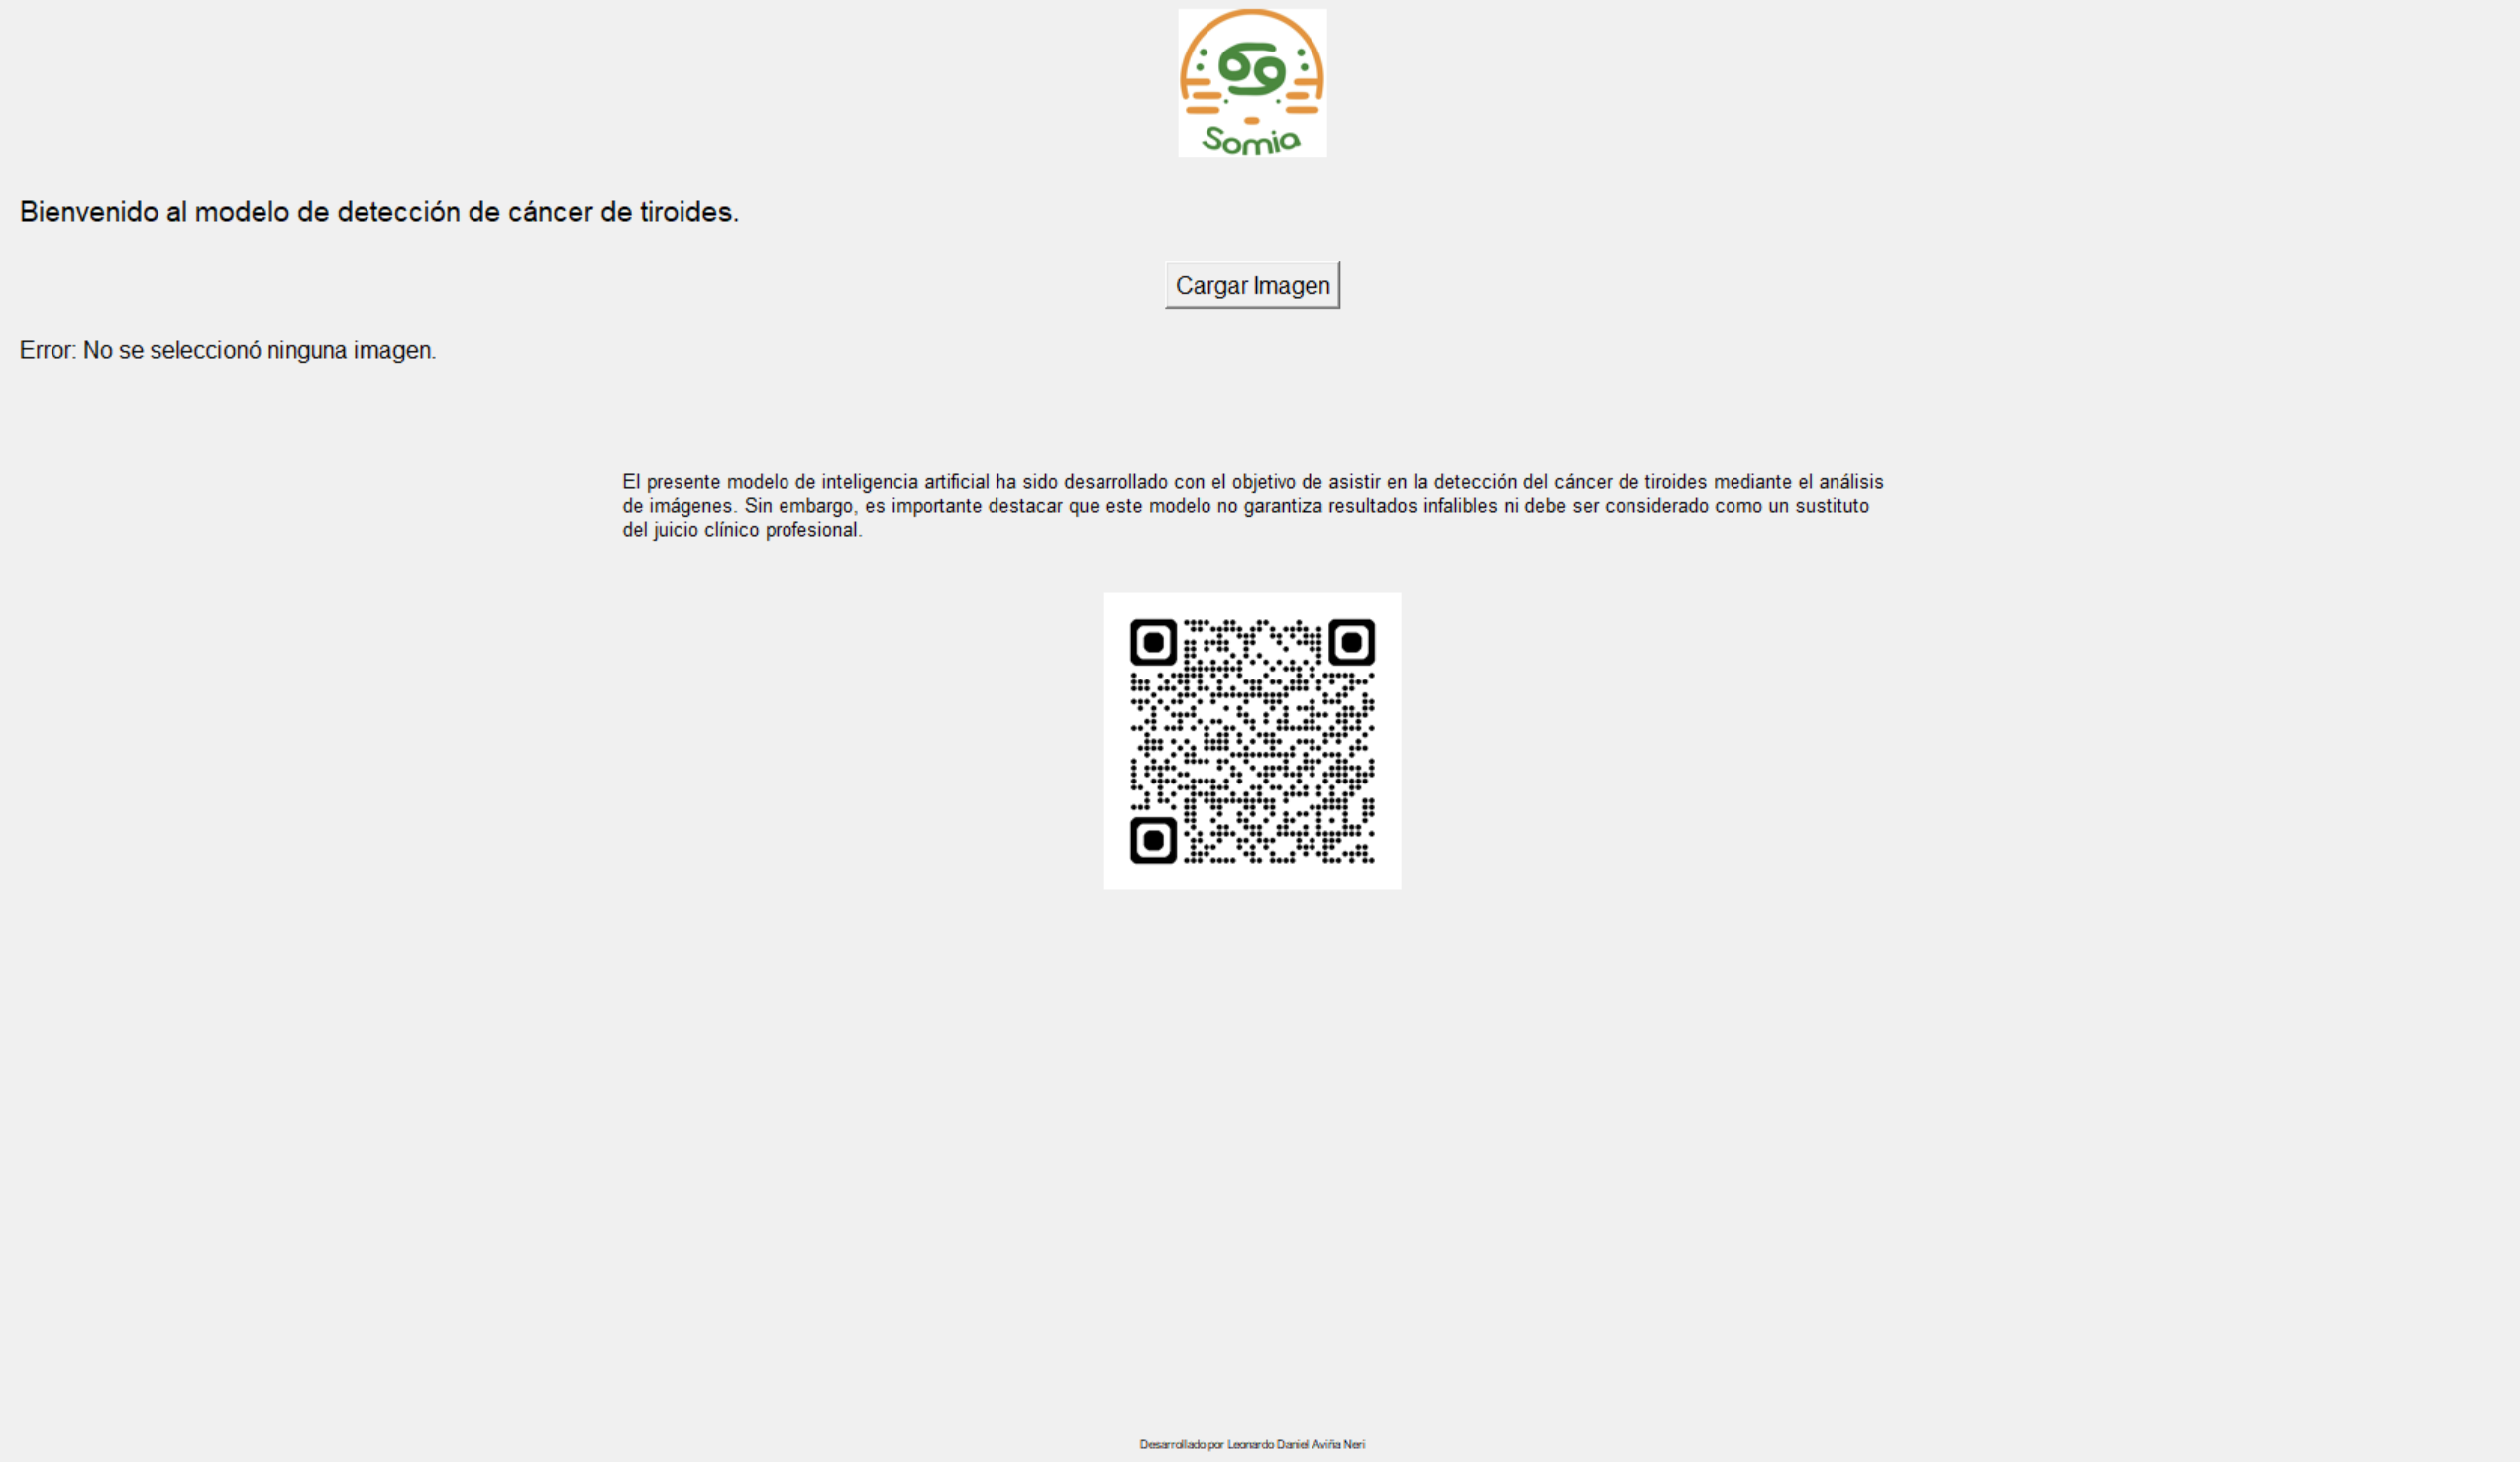 Somia
Bienvenido al modelo de detección de cáncer de tiroides.
Cargar Imagen
Error: No se seleccionó ninguna imagen.
El presente modelo de inteligencia artificial ha sido desarrollado con el objetivo de asistir en la detección del cáncer de tiroides mediante el análisis
de imágenes. Sin embargo, es importante destacar que este modelo no garantiza resultados infalibles ni debe ser considerado como un sustituto
del juicio clínico profesional.
Desarrollado por Leonardo Daniel Aviña Neri